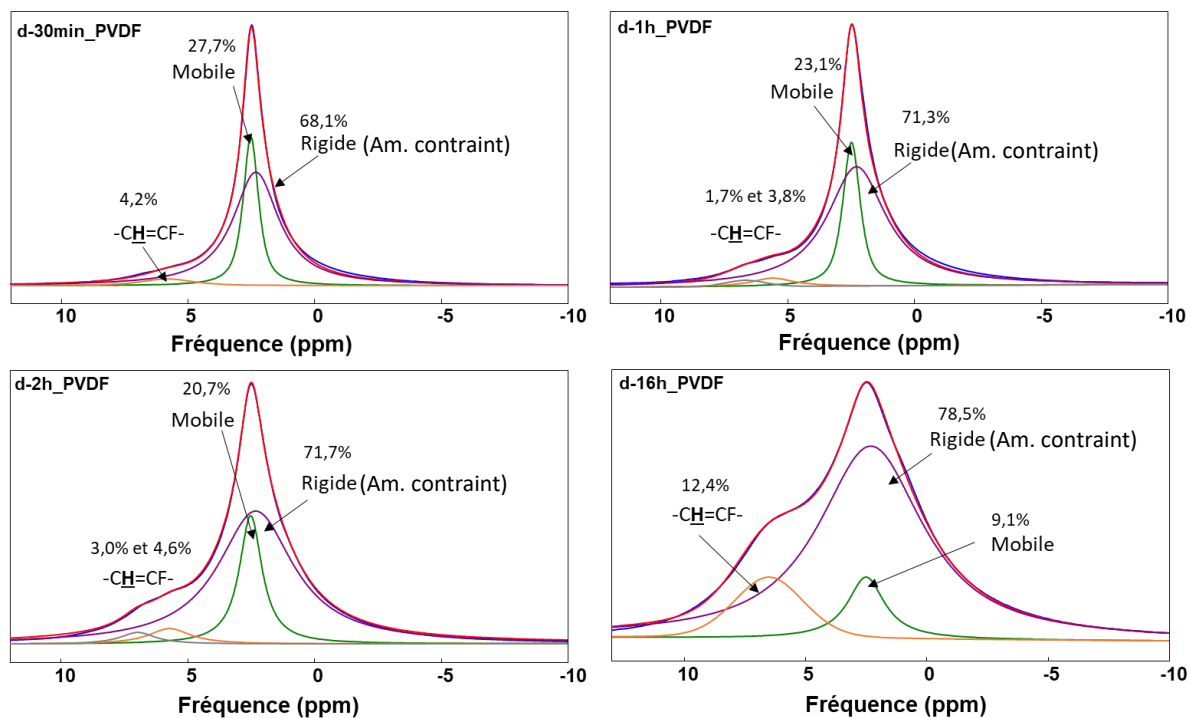 d-30min_PVDF
27,7%
Mobile
68,1%
Rigide (Am. contraint)
4,2%
-CH=CF-
10 5 0 -5 -10
Fréquence (ppm)
d-1h_PVDF
23,1%
Mobile
71,3%
Rigide (Am. contraint)
1,7% et 3,8%
-CH=CF-
10 5 0 -5 -10
Fréquence (ppm)
d-2h_PVDF
20,7%
Mobile
71,7%
Rigide (Am. contraint)
3,0% et 4,6%
-CH=CF-
10 5 0 -5 -10
Fréquence (ppm)
d-16h_PVDF
78,5%
Rigide (Am. contraint)
12,4%
-CH=CF-
9,1%
Mobile
10 5 0 -5 -10
Fréquence (ppm)